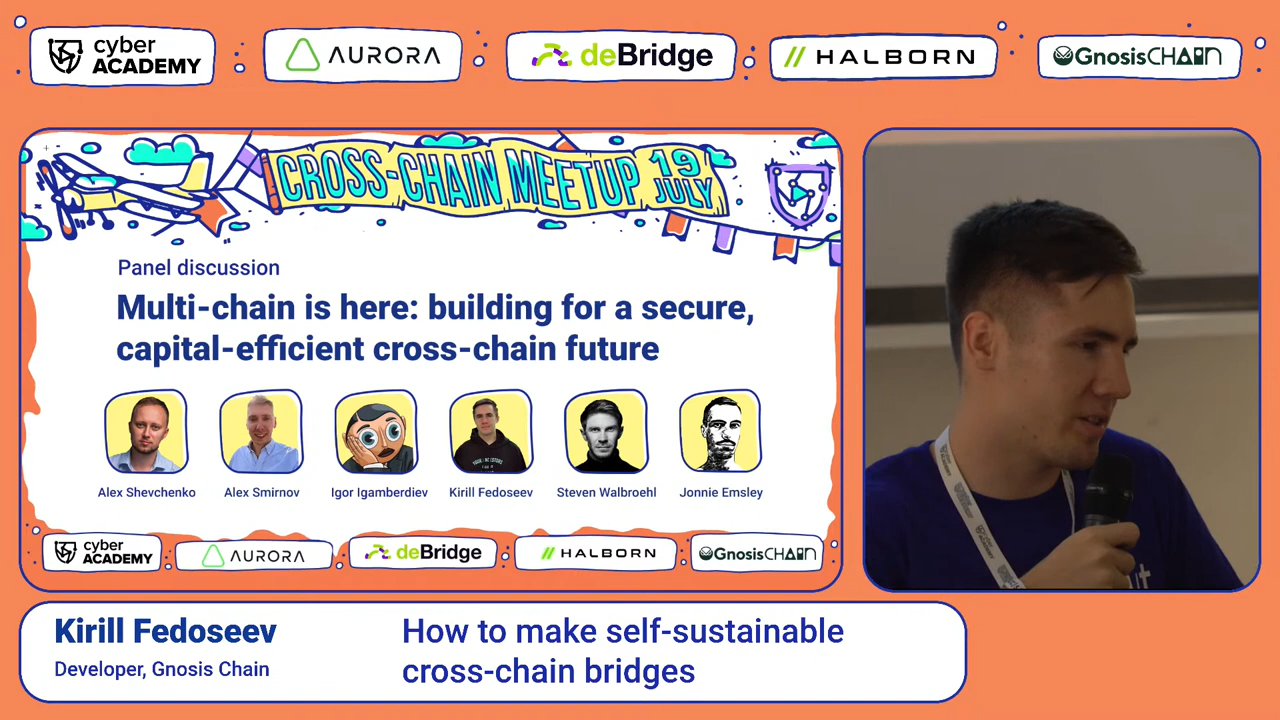 cyber
ACADEMY
AURORA
deBridge
HALBORN
GnosisCHAIN
CROSS-CHAIN MEETUP 19 JULY
Panel discussion
Multi-chain is here: building for a secure,
capital-efficient cross-chain future
Alex Shevchenko
Alex Smirnov
Igor Igamberdiev
Kirill Fedoseev
Steven Walbroehl
Jonnie Emsley
cyber
ACADEMY
AURORA
deBridge
HALBORN
GnosisCHAIN
Kirill Fedoseev
Developer, Gnosis Chain
How to make self-sustainable
cross-chain bridges